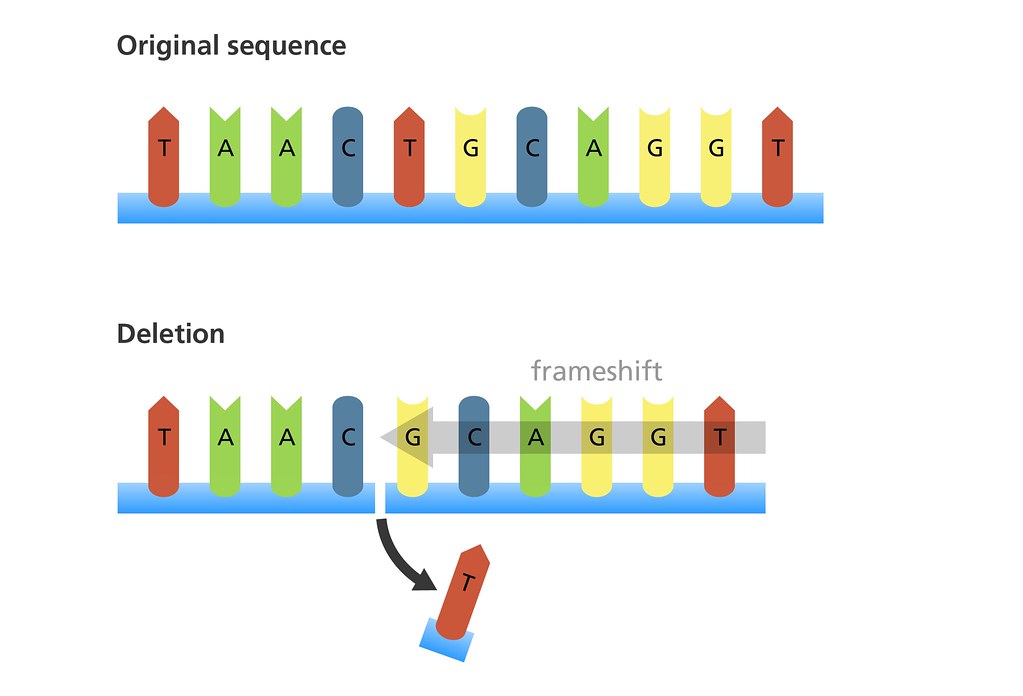 Original sequence
T A A C T G C A G G T
Deletion
frameshift
T A A C G C A G G T
T